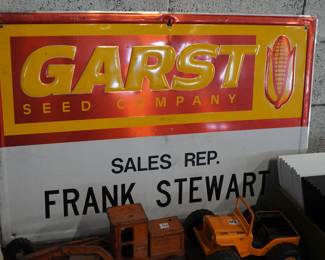 GARST
SEED COMPANY
SALES REP.
FRANK STEWART